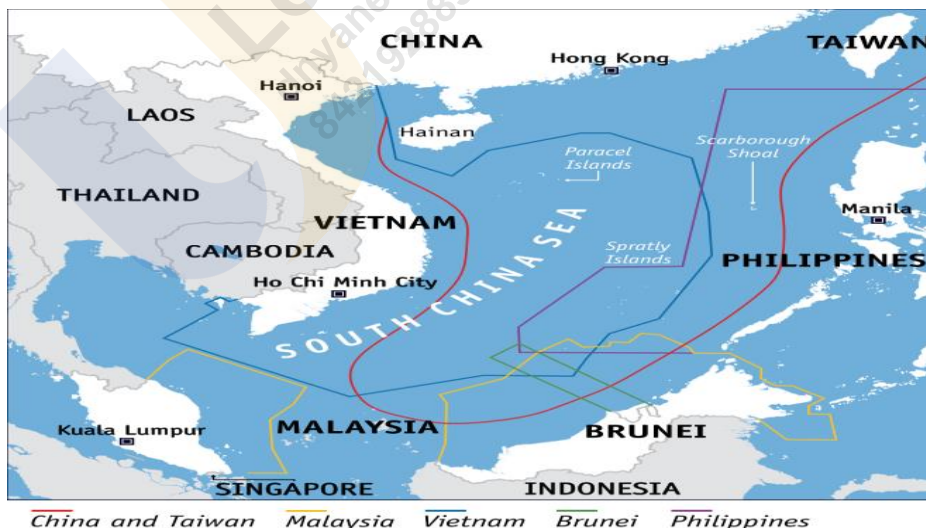 CHINA
TAIWAN
Hong Kong
Hanoi
LAOS
Hainan
Scarborough
Shoal
Paracel
Islands
THAILAND
Manila
VIETNAM
CAMBODIA
Spratly
Islands
PHILIPPINES
Ho Chi Minh City
SOUTH CHINA SEA
Kuala Lumpur
MALAYSIA
BRUNEI
SINGAPORE
INDONESIA
China and Taiwan Malaysia Vietnam Brunei Philippines